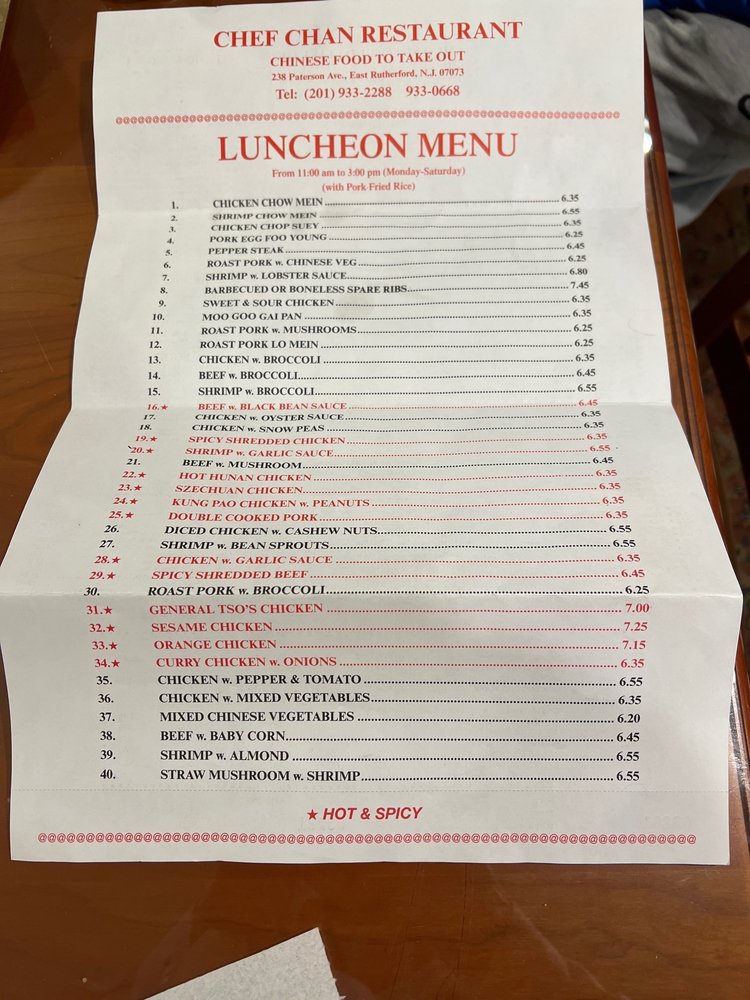 CHEF CHAN RESTAURANT
CHINESE FOOD TO TAKE OUT
238 Paterson Ave., East Rutherford, N.J. 07073
Tel: (201) 933-2288 933-0668
LUNCHEON MENU
From 11:00 am to 3:00 pm (Monday-Saturday)
(with Pork Fried Rice)
1. CHICKEN CHOW MEIN 6.35
2. SHRIMP CHOW MEIN 6.55
3. CHICKEN CHOP SUEY 6.35
4. PORK EGG FOO YOUNG 6.25
5. PEPPER STEAK 6.45
6. ROAST PORK w. CHINESE VEG 6.25
7. SHRIMP w. LOBSTER SAUCE 6.80
8. BARBECUED OR BONELESS SPARE RIBS 7.45
9. SWEET & SOUR CHICKEN 6.35
10. MOO GOO GAI PAN 6.35
11. ROAST PORK w. MUSHROOMS 6.25
12. ROAST PORK LO MEIN 6.25
13. CHICKEN w. BROCCOLI 6.35
14. BEEF w. BROCCOLI 6.45
15. SHRIMP w. BROCCOLI 6.55
16.★ BEEF w. BLACK BEAN SAUCE 6.45
17. CHICKEN w. OYSTER SAUCE 6.35
18. CHICKEN w. SNOW PEAS 6.35
19.★ SPICY SHREDDED CHICKEN 6.35
20.★ SHRIMP w. GARLIC SAUCE 6.55
21. BEEF w. MUSHROOM 6.45
22.★ HOT HUNAN CHICKEN 6.35
23.★ SZECHUAN CHICKEN 6.35
24.★ KUNG PAO CHICKEN w. PEANUTS 6.35
25.★ DOUBLE COOKED PORK 6.35
26. DICED CHICKEN w. CASHEW NUTS 6.55
27. SHRIMP w. BEAN SPROUTS 6.55
28.★ CHICKEN w. GARLIC SAUCE 6.35
29.★ SPICY SHREDDED BEEF 6.45
30. ROAST PORK w. BROCCOLI 6.25
31.★ GENERAL TSO'S CHICKEN 7.00
32.★ SESAME CHICKEN 7.25
33.★ ORANGE CHICKEN 7.15
34.★ CURRY CHICKEN w. ONIONS 6.35
35. CHICKEN w. PEPPER & TOMATO 6.55
36. CHICKEN w. MIXED VEGETABLES 6.35
37. MIXED CHINESE VEGETABLES 6.20
38. BEEF w. BABY CORN 6.45
39. SHRIMP w. ALMOND 6.55
40. STRAW MUSHROOM w. SHRIMP 6.55
★ HOT & SPICY